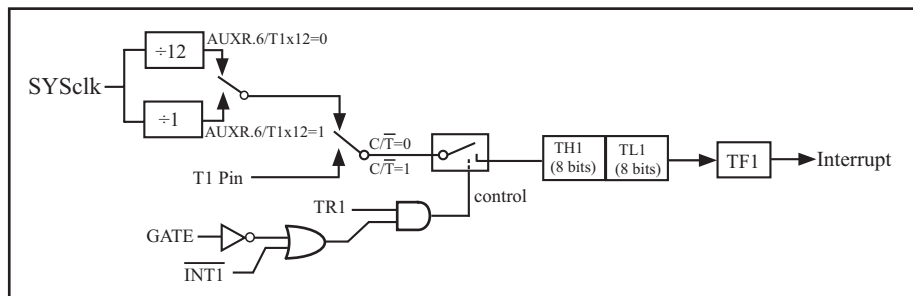 AUXR.6/T1x12=0
÷12
SYSclk
÷1
AUXR.6/T1x12=1
C/T̅=0
C/T̅=1
T1 Pin
TH1
(8 bits)
TL1
(8 bits)
TF1
Interrupt
control
TR1
GATE
I̅N̅T̅1̅